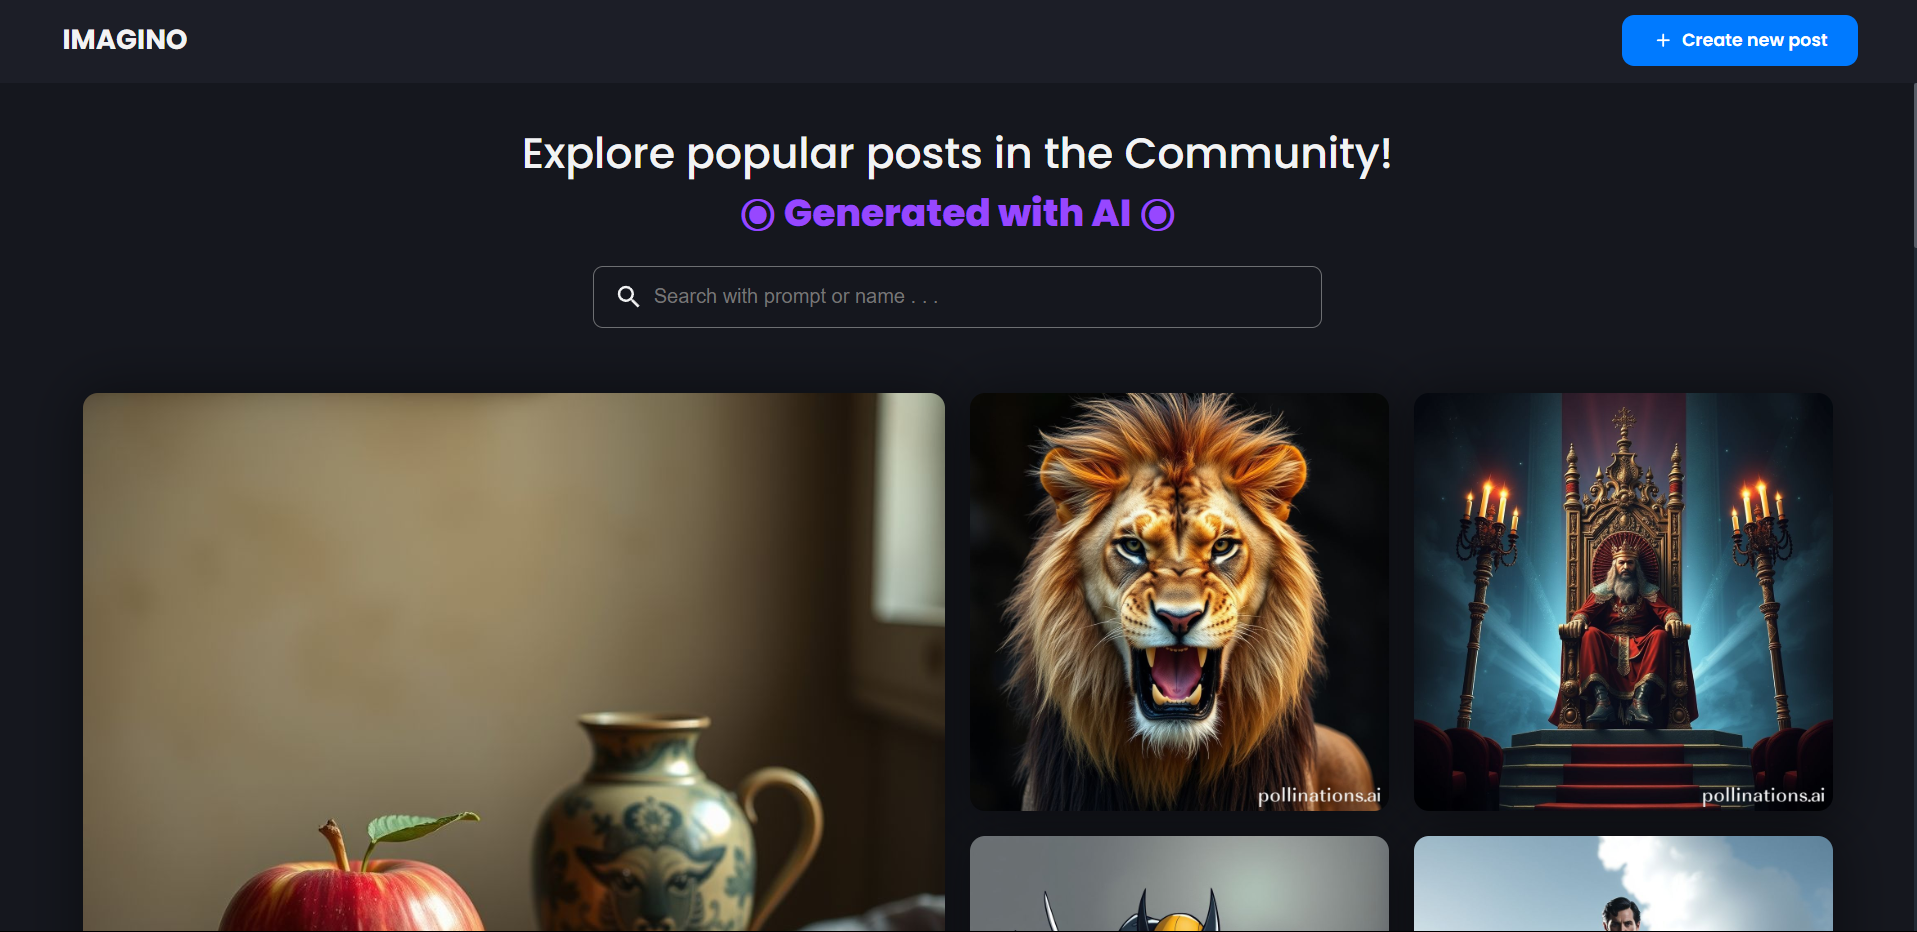 IMAGINO
+ Create new post
Explore popular posts in the Community!
◉ Generated with AI ◉
Search with prompt or name . . .
pollinations.ai
pollinations.ai